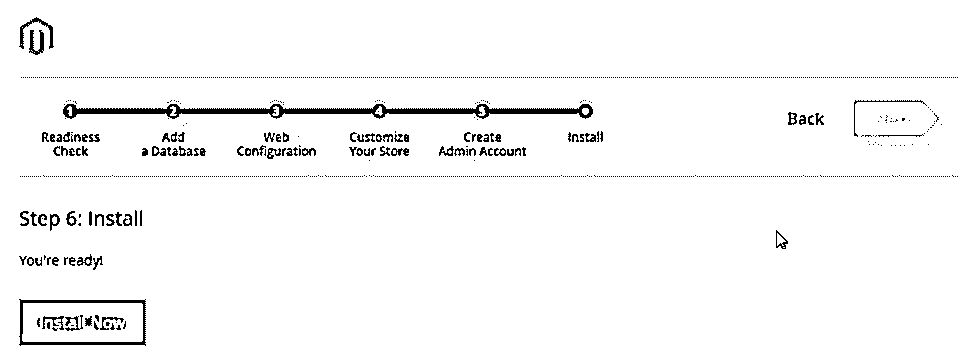 1 2 3 4 5
Readiness Check
Add a Database
Web Configuration
Customize Your Store
Create Admin Account
Install
Back
Step 6: Install
You're ready!
Install Now